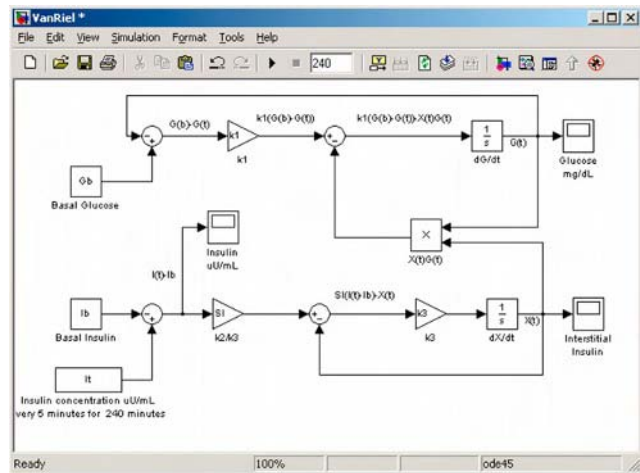 VanRiel *
File Edit View Simulation Format Tools Help
240
G(b)-G(t)
k1(G(b)-G(t))
k1(G(b)-G(t))-X(t)G(t)
k1
k1
1
s
G(t)
dG/dt
Glucose
mg/dL
Gb
Basal Glucose
X
X(t)G(t)
Insulin
uU/mL
I(t)-Ib
SI(I(t)-Ib)-X(t)
Ib
Basal Insulin
SI
k2/k3
k3
k3
1
s
X(t)
dX/dt
Interstitial
Insulin
It
Insulin concentration uU/mL
very 5 minutes for 240 minutes
Ready
100%
ode45